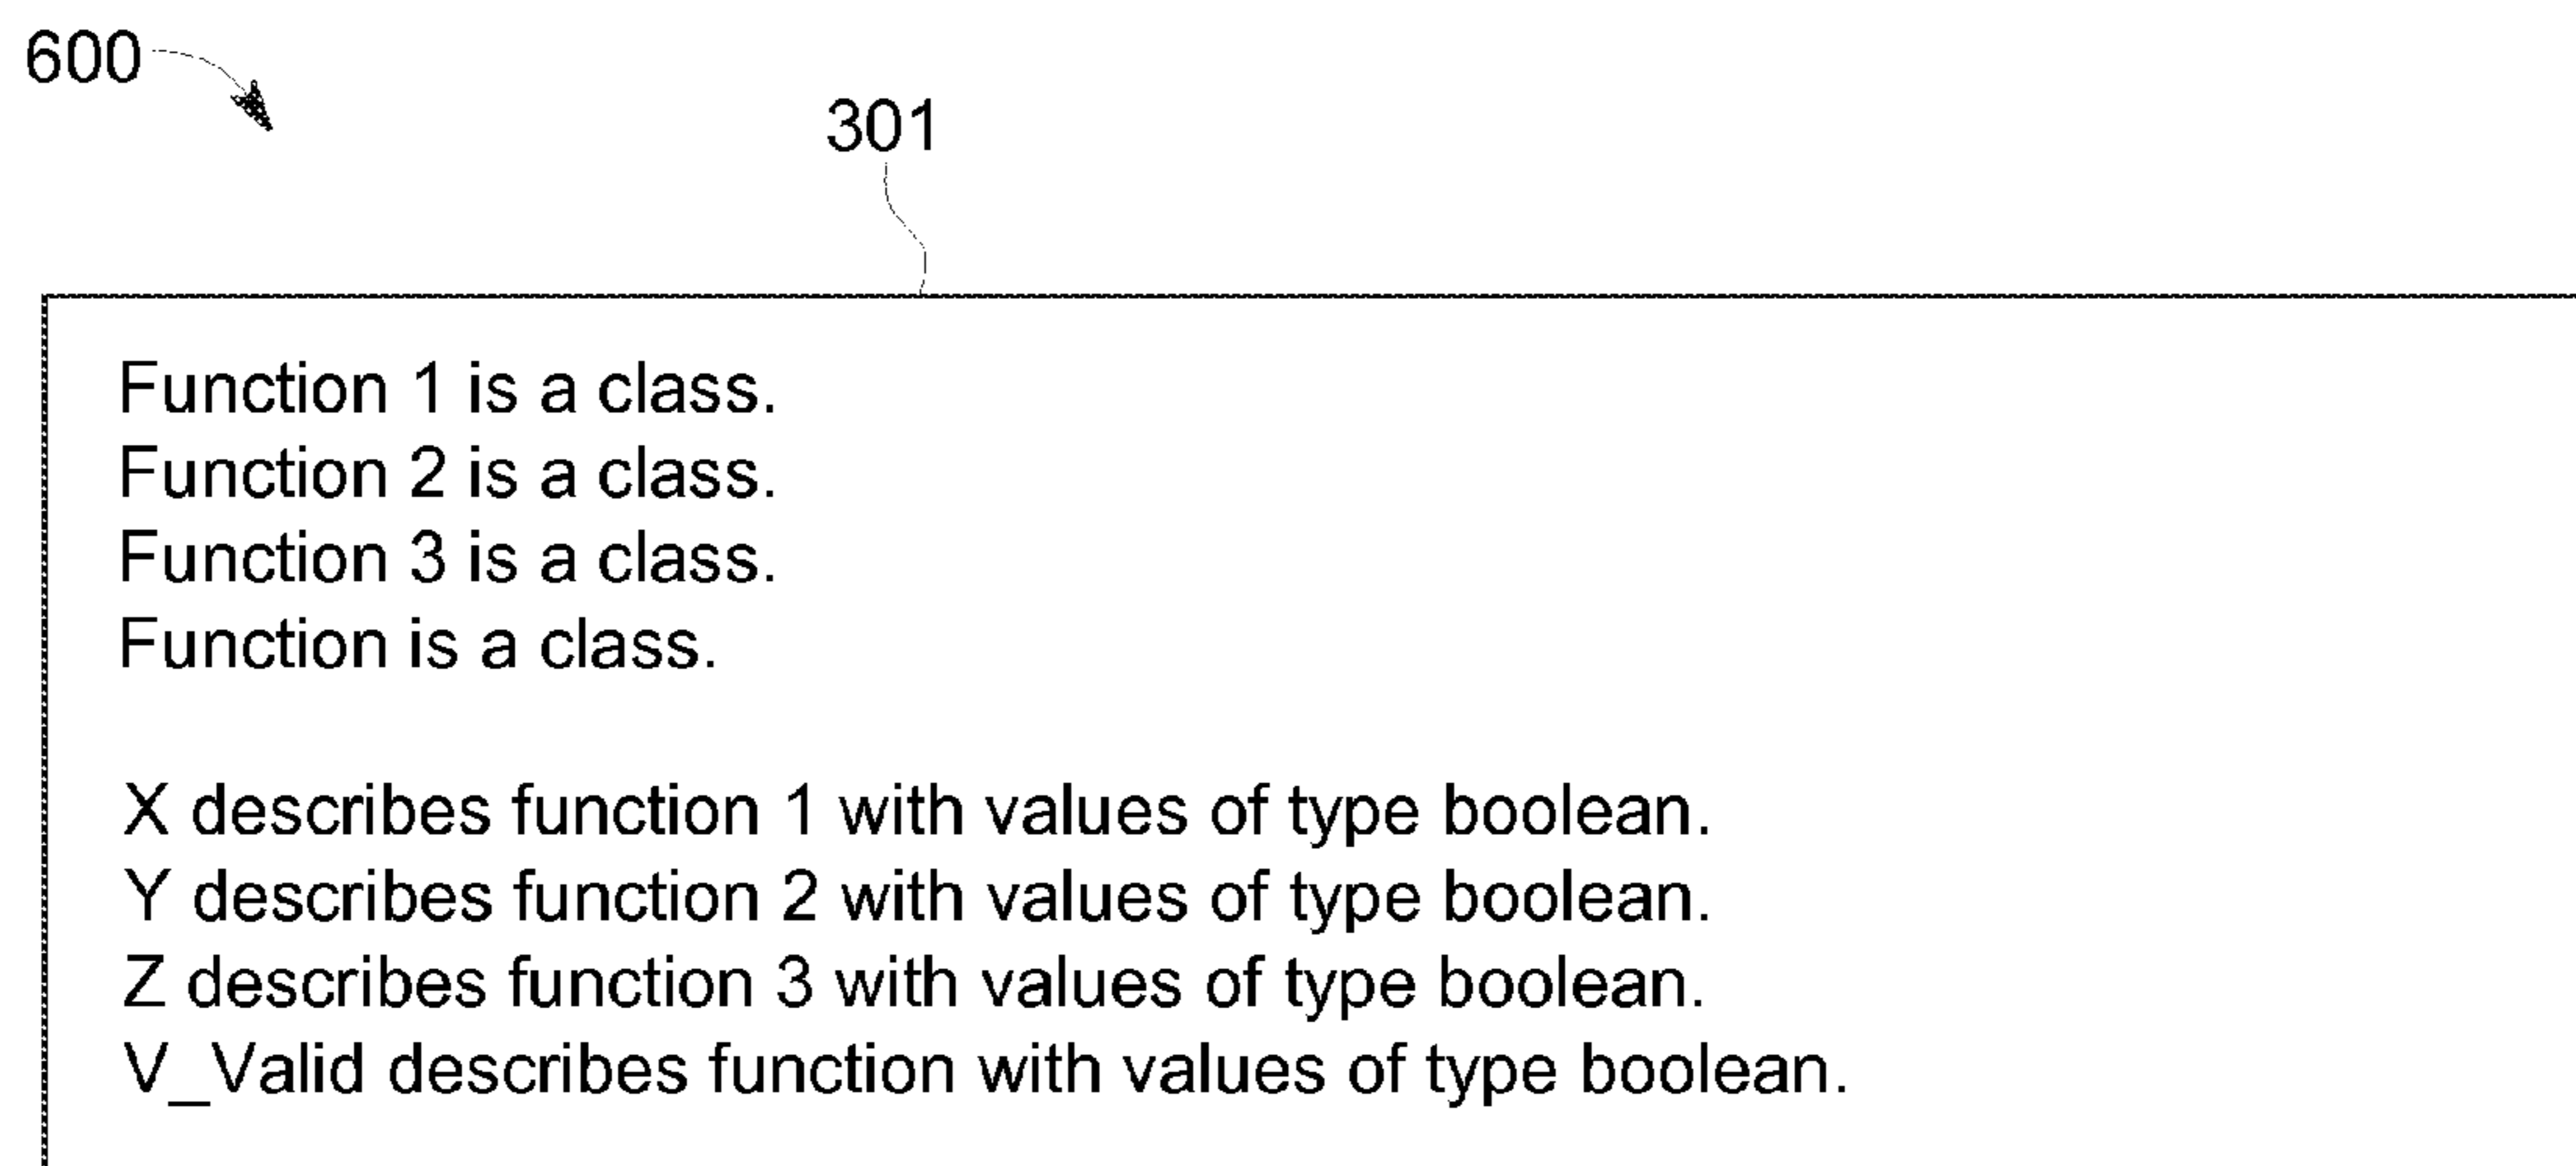 600
301
Function 1 is a class.
Function 2 is a class.
Function 3 is a class.
Function is a class.
X describes function 1 with values of type boolean.
Y describes function 2 with values of type boolean.
Z describes function 3 with values of type boolean.
V_Valid describes function with values of type boolean.